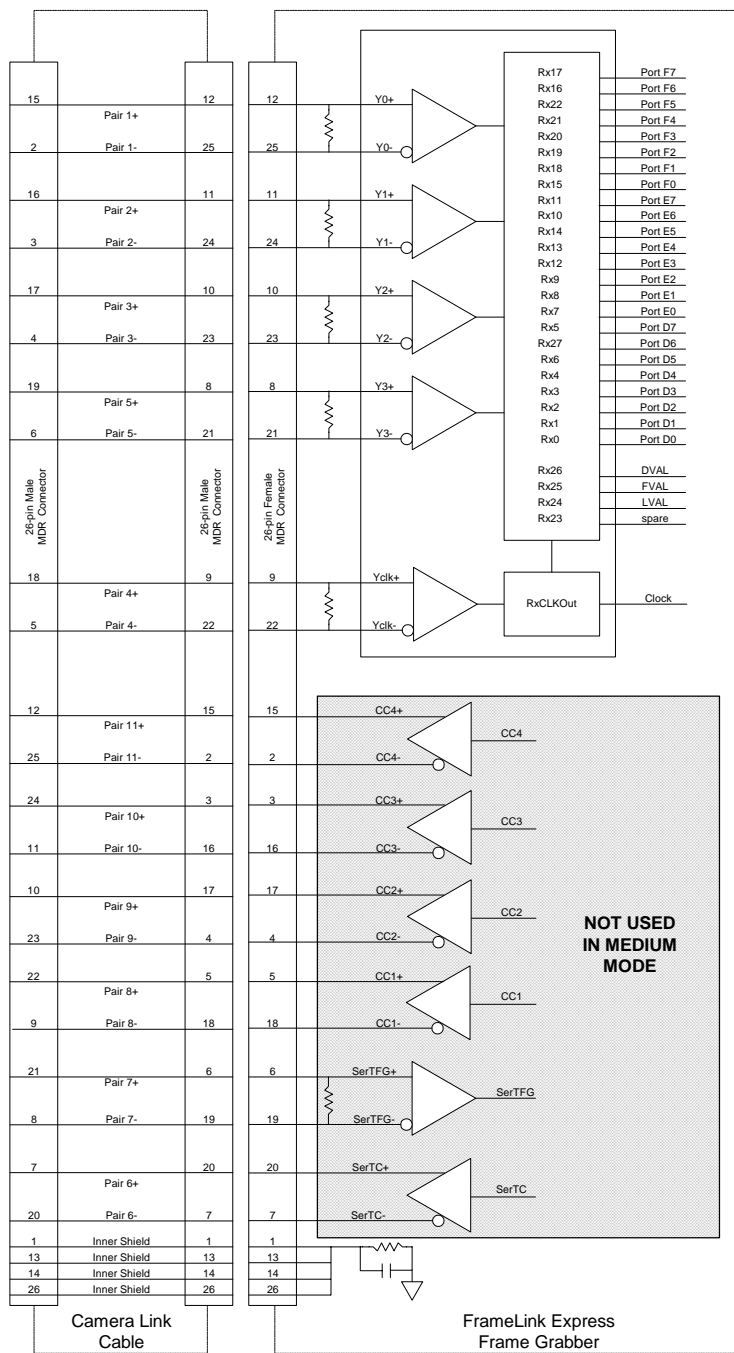 15 12 12 Y0+ Rx17 Port F7
Pair 1+ Rx16 Port F6
Rx22 Port F5
Rx21 Port F4
Rx20 Port F3
2 Pair 1- 25 25 Y0- Rx19 Port F2
Rx18 Port F1
16 11 11 Y1+ Rx15 Port F0
Pair 2+ Rx11 Port E7
Rx10 Port E6
Rx14 Port E5
3 Pair 2- 24 24 Y1- Rx13 Port E4
Rx12 Port E3
17 10 10 Y2+ Rx9 Port E2
Pair 3+ Rx8 Port E1
Rx7 Port E0
Rx5 Port D7
4 Pair 3- 23 23 Y2- Rx27 Port D6
Rx6 Port D5
19 8 8 Y3+ Rx4 Port D4
Pair 5+ Rx3 Port D3
Rx2 Port D2
Rx1 Port D1
6 Pair 5- 21 21 Y3- Rx0 Port D0
Rx26 DVAL
Rx25 FVAL
Rx24 LVAL
Rx23 spare
26-pin Male
MDR Connector
26-pin Male
MDR Connector
26-pin Female
MDR Connector
18 9 9 Yclk+
Pair 4+ RxCLKOut Clock
5 Pair 4- 22 22 Yclk-
12 15 15 CC4+
Pair 11+ CC4
25 Pair 11- 2 2 CC4-
24 3 3 CC3+
Pair 10+ CC3
11 Pair 10- 16 16 CC3-
10 17 17 CC2+
Pair 9+ CC2
23 Pair 9- 4 4 CC2-
NOT USED
IN MEDIUM
MODE
22 5 5 CC1+
Pair 8+ CC1
9 Pair 8- 18 18 CC1-
21 6 6 SerTFG+
Pair 7+ SerTFG
8 Pair 7- 19 19 SerTFG-
7 20 20 SerTC+
Pair 6+ SerTC
20 Pair 6- 7 7 SerTC-
1 Inner Shield 1 1
13 Inner Shield 13 13
14 Inner Shield 14 14
26 Inner Shield 26 26
Camera Link
Cable
FrameLink Express
Frame Grabber